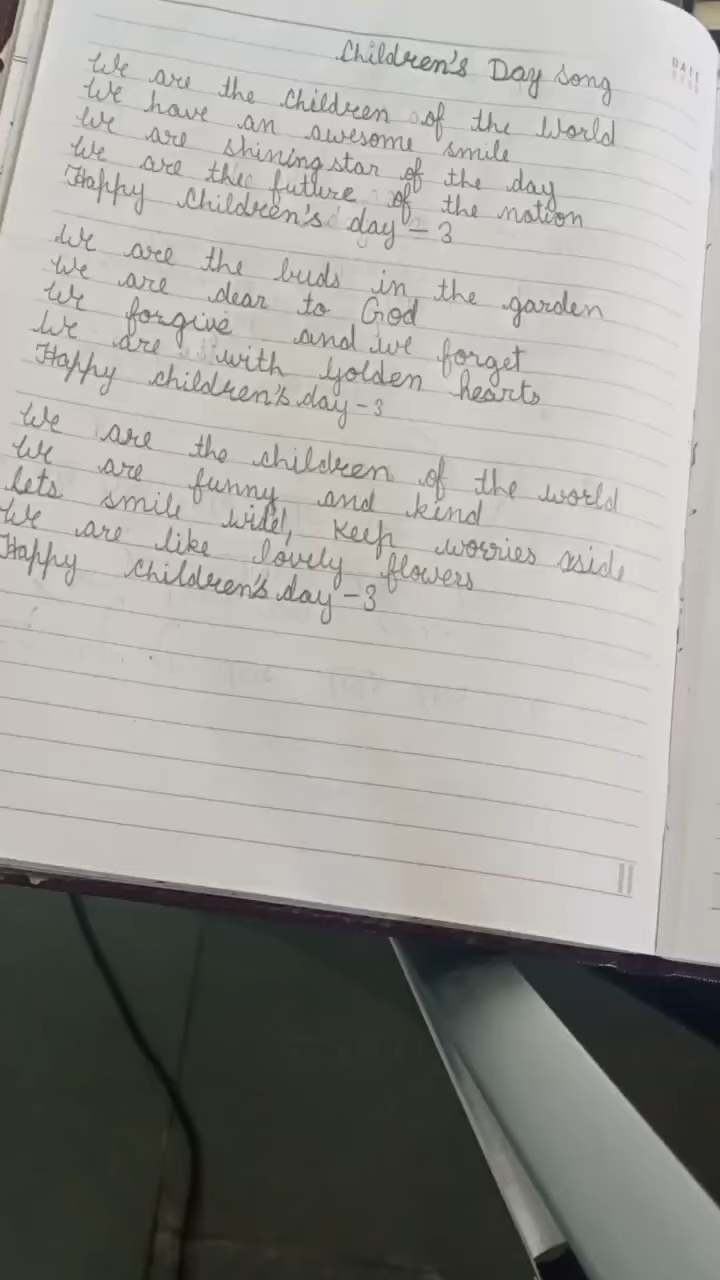 Children's Day song
DATE
We are the children of the World
We have an awesome smile
We are shining star of the day
We are the future of the nation
Happy children's day – 3
We are the buds in the garden
We are dear to God
We forgive and we forget
We are with golden hearts
Happy children's day – 3
We are the children of the world
We are funny and kind
lets smile wide!, Keep worries aside
We are like lovely flowers
Happy children's day – 3